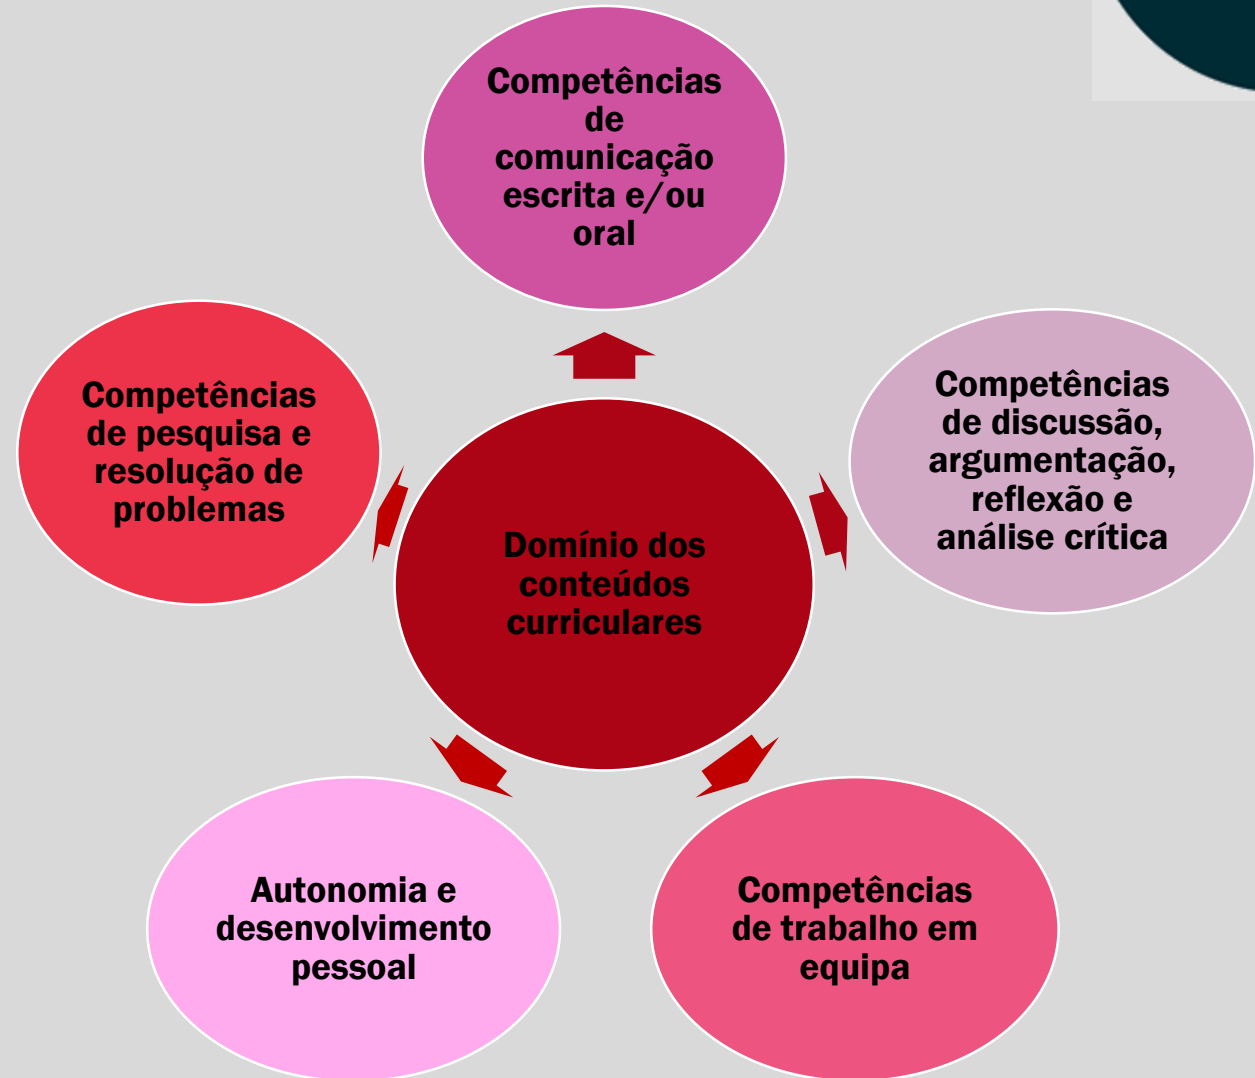 Competências
de
comunicação
escrita e/ou
oral
Competências
de pesquisa e
resolução de
problemas
Competências
de discussão,
argumentação,
reflexão e
análise crítica
Domínio dos
conteúdos
curriculares
Autonomia e
desenvolvimento
pessoal
Competências
de trabalho em
equipa